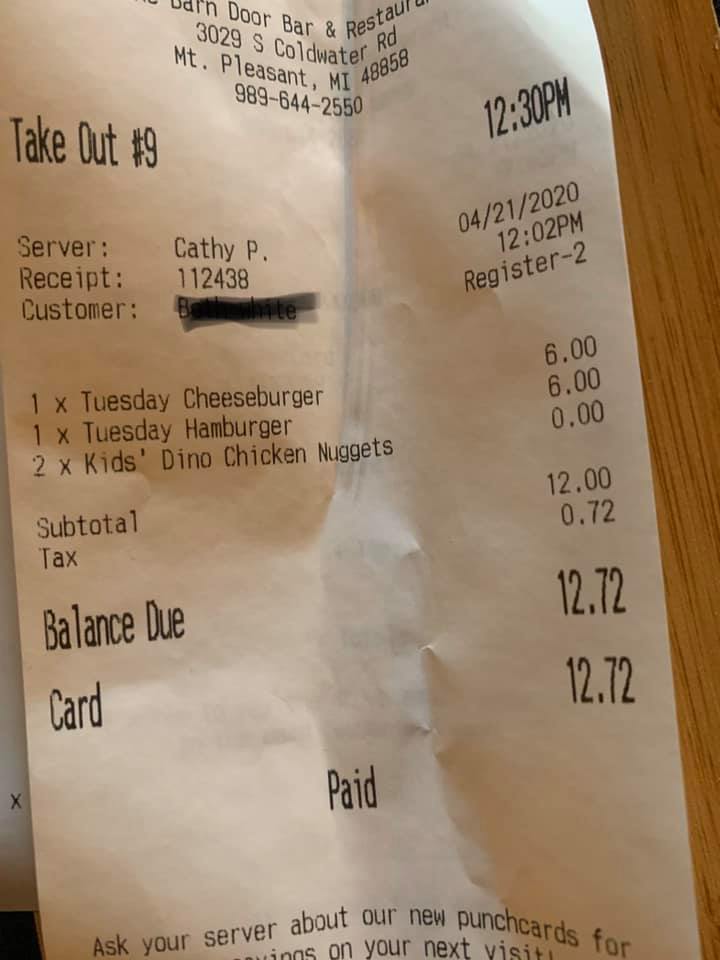 Barn Door Bar & Restaura
3029 S Coldwater Rd
Mt. Pleasant, MI 48858
989-644-2550
Take Out #9 12:30PM
04/21/2020
Server: Cathy P. 12:02PM
Receipt: 112438 Register-2
Customer:
1 x Tuesday Cheeseburger 6.00
1 x Tuesday Hamburger 6.00
2 x Kids' Dino Chicken Nuggets 0.00
Subtotal 12.00
Tax 0.72
Balance Due 12.72
Card 12.72
Paid
x
Ask your server about our new punchcards for
on your next visit!